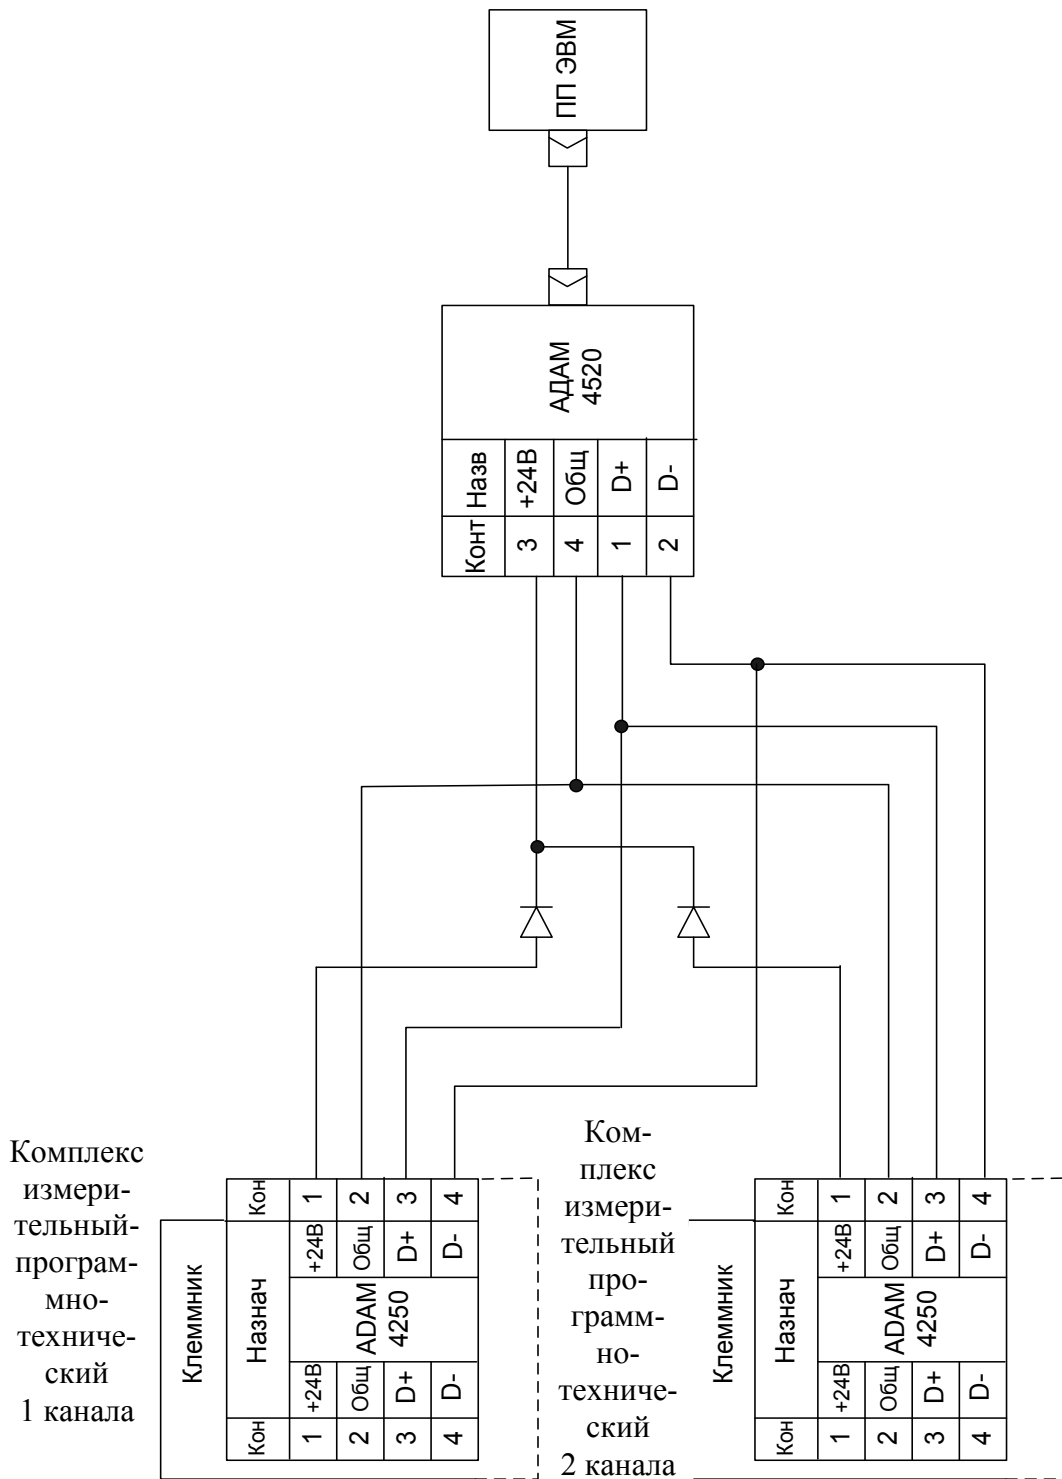 ПП ЭВМ
АДАМ
4520
Назв
+24В
Общ
D+
D-
Конт
3
4
1
2
Комплекс
измери-
тельный-
програм-
мно-
техниче-
ский
1 канала
Клеммник
Кон
1
2
3
4
Назнач
+24В
Общ
D+
D-
ADAM
4250
+24В
Общ
D+
D-
Кон
1
2
3
4
Ком-
плекс
измери-
тельный
про-
грамм-
но-
техниче-
ский
2 канала
Клеммник
Кон
1
2
3
4
Назнач
+24В
Общ
D+
D-
ADAM
4250
+24В
Общ
D+
D-
Кон
1
2
3
4